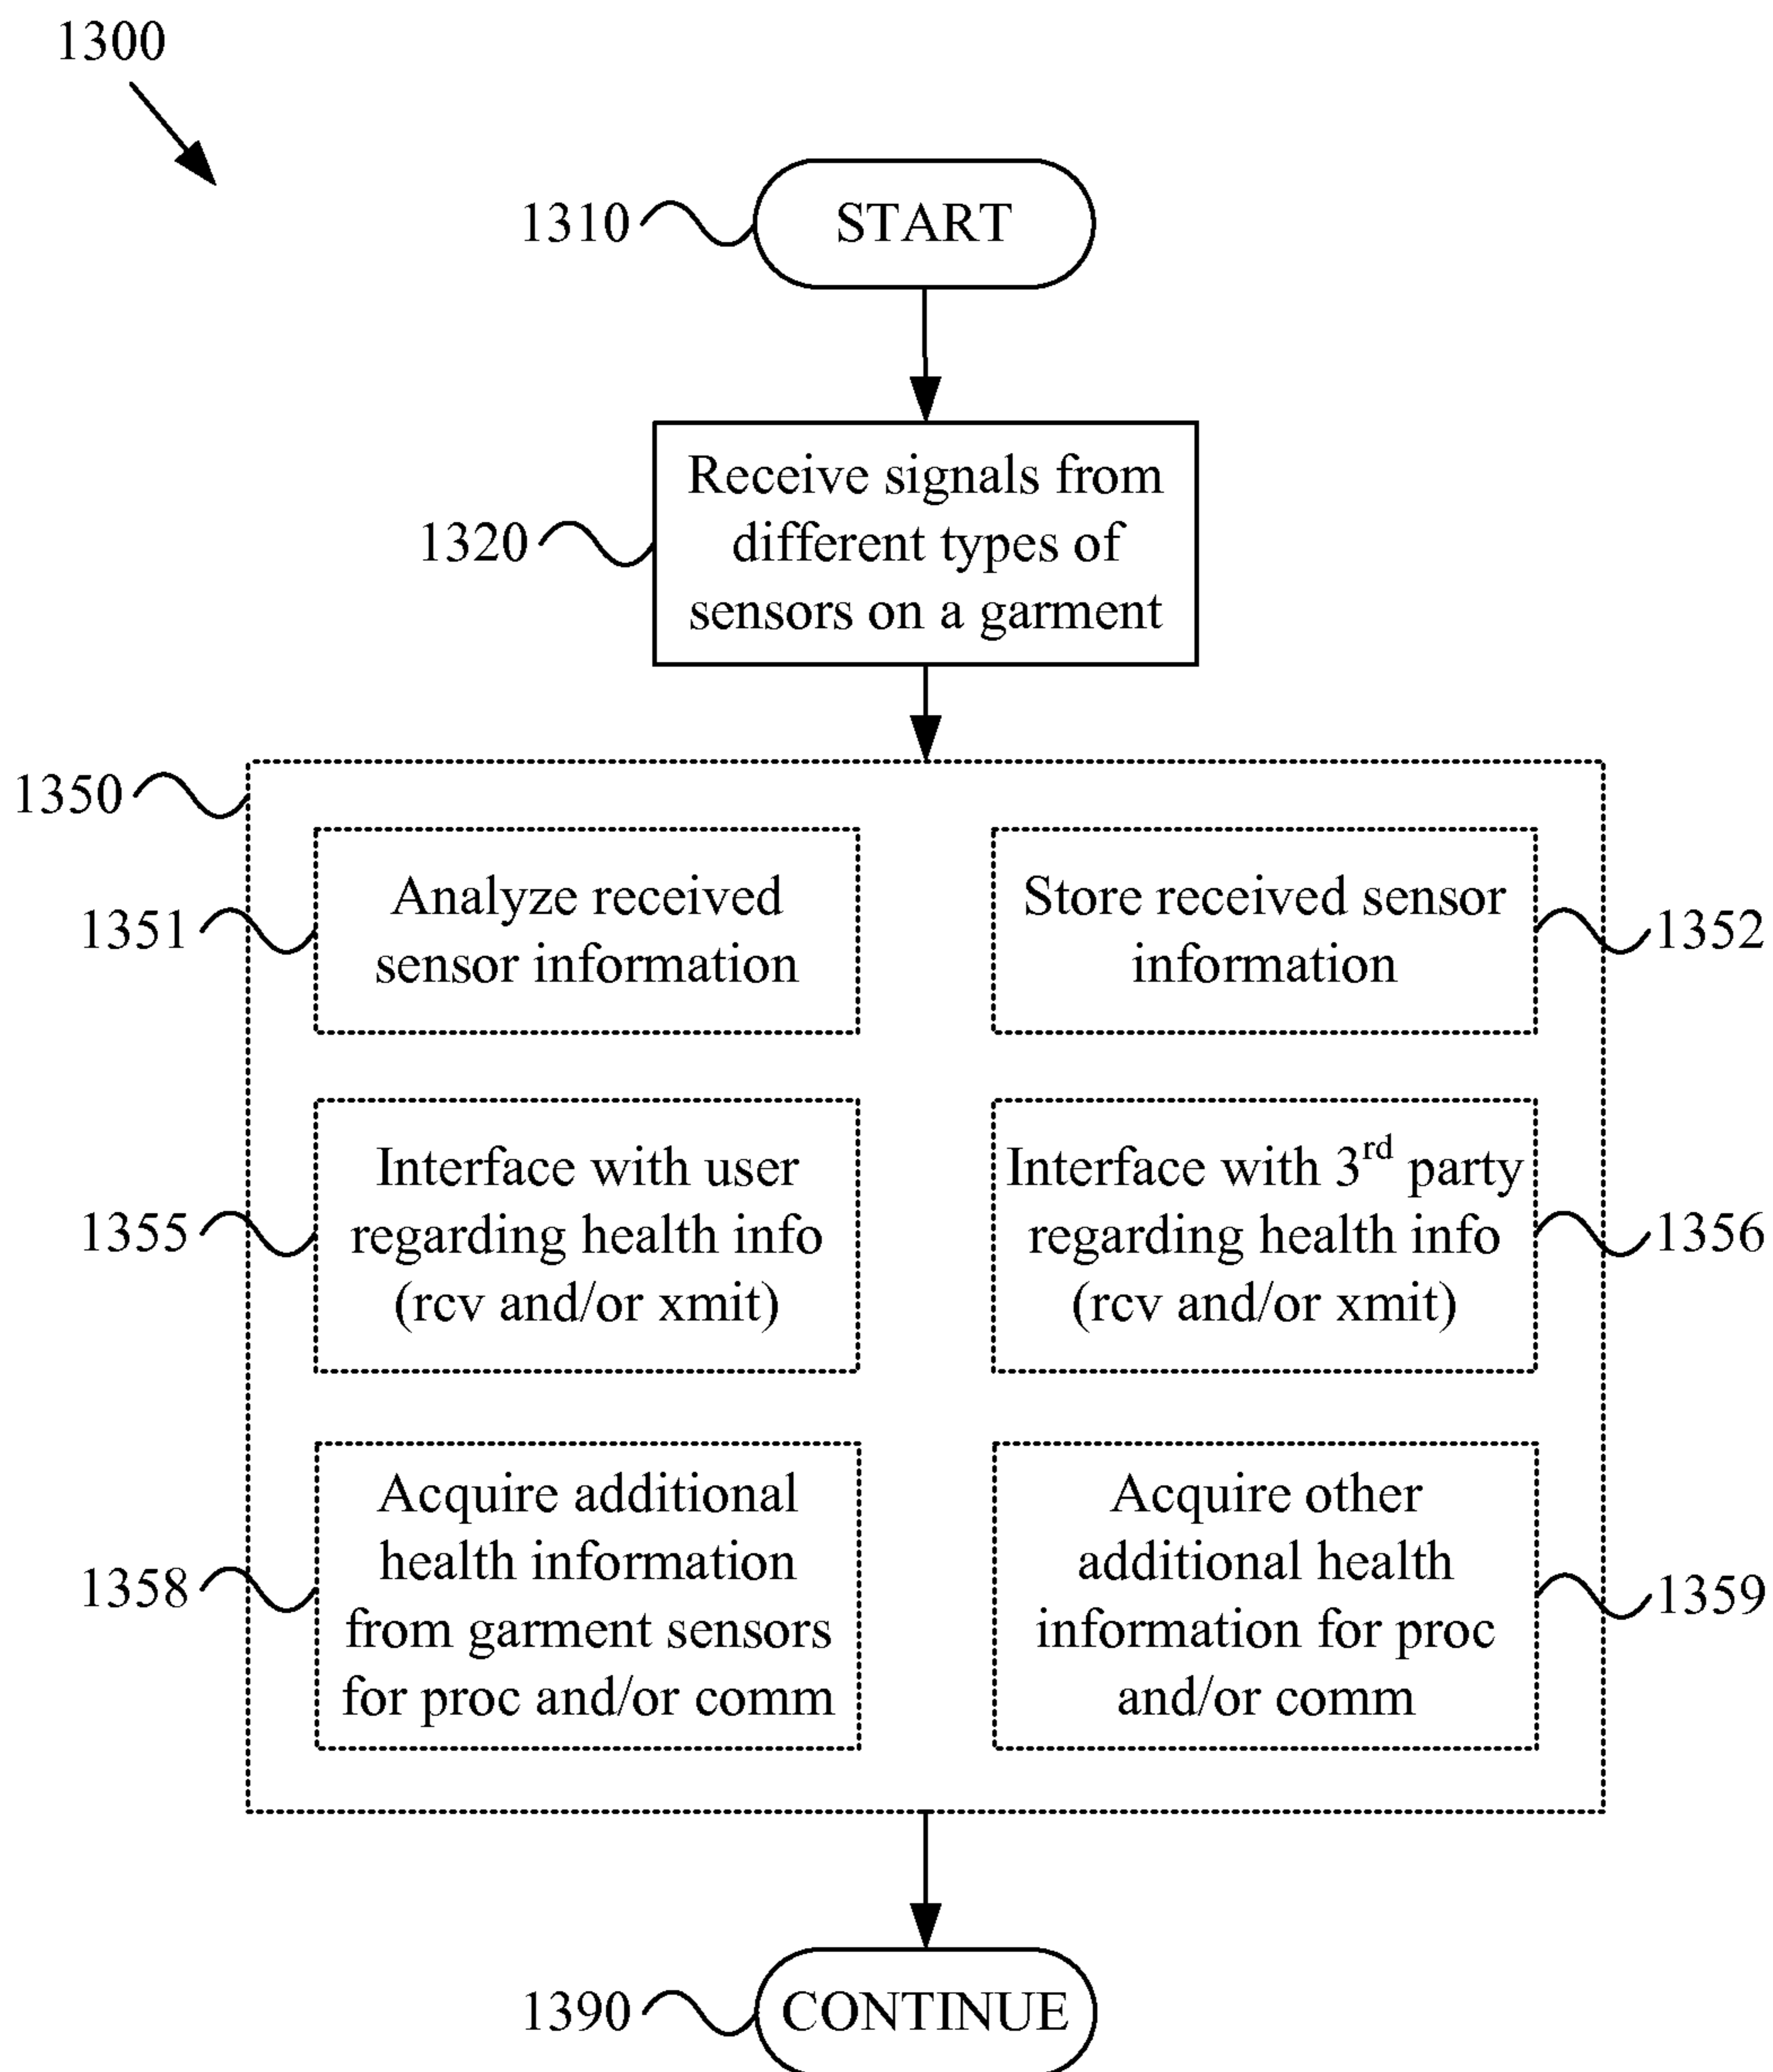 1300
1310
START
1320
Receive signals from
different types of
sensors on a garment
1350
1351
Analyze received
sensor information
Store received sensor
information
1352
1355
Interface with user
regarding health info
(rcv and/or xmit)
Interface with 3rd party
regarding health info
(rcv and/or xmit)
1356
1358
Acquire additional
health information
from garment sensors
for proc and/or comm
Acquire other
additional health
information for proc
and/or comm
1359
1390
CONTINUE